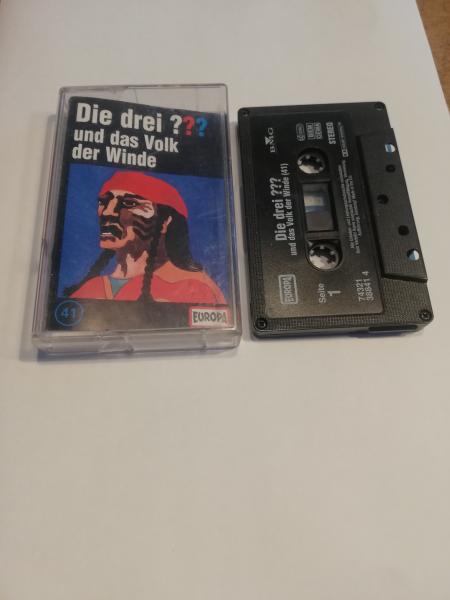 Die drei ???
und das Volk
der Winde
41
EUROPA
BMG
STEREO
Die drei ???
und das Volk der Winde (41)
EUROPA
Seite
1
74321
38841 4